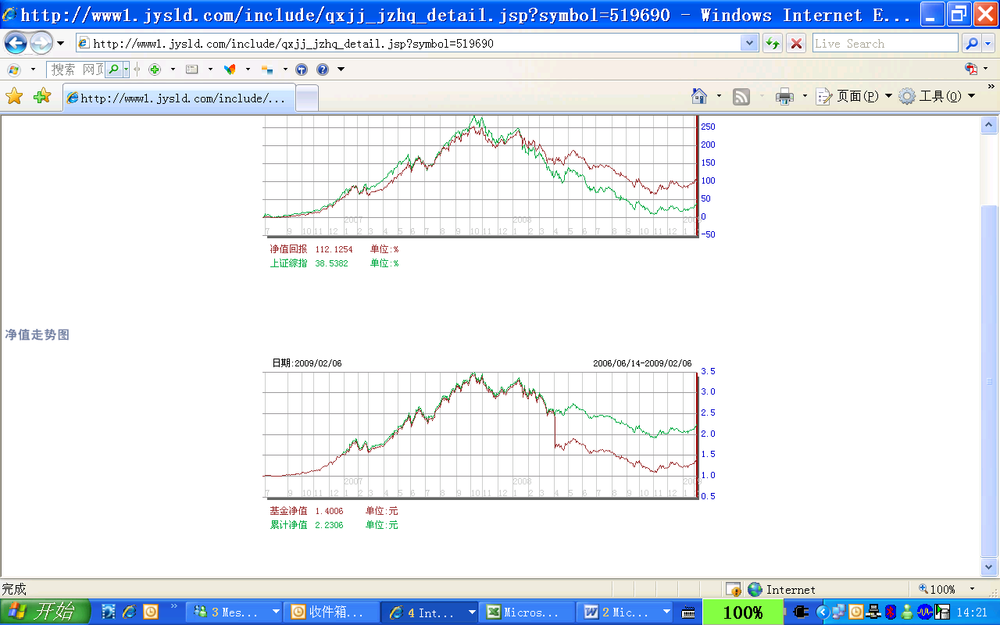 http://www1.jysld.com/include/qxjj_jzhq_detail.jsp?symbol=519690 - Windows Internet E...
http://www1.jysld.com/include/qxjj_jzhq_detail.jsp?symbol=519690
Live Search
搜索 网页
http://www1.jysld.com/include/...
页面(P) 工具(O) »
250
200
150
100
50
0
-50
2007 2008 200
7 9 10 11 12 1 2 3 4 5 6 7 8 9 10 11 12 1 2 3 4 5 6 7 8 9 10 11 12 1
净值回报 112.1254 单位:%
上证综指 38.5382 单位:%
净值走势图
日期:2009/02/06 2006/06/14-2009/02/06
3.5
3.0
2.5
2.0
1.5
1.0
0.5
2007 2008 200
7 9 10 11 12 1 2 3 4 5 6 7 8 9 10 11 12 1 2 3 4 5 6 7 8 9 10 11 12 1
基金净值 1.4006 单位:元
累计净值 2.2306 单位:元
完成 Internet 100%
开始 » 3 Mes... 收件箱... 4 Int... Micros... 2 Mic... 100% 14:21